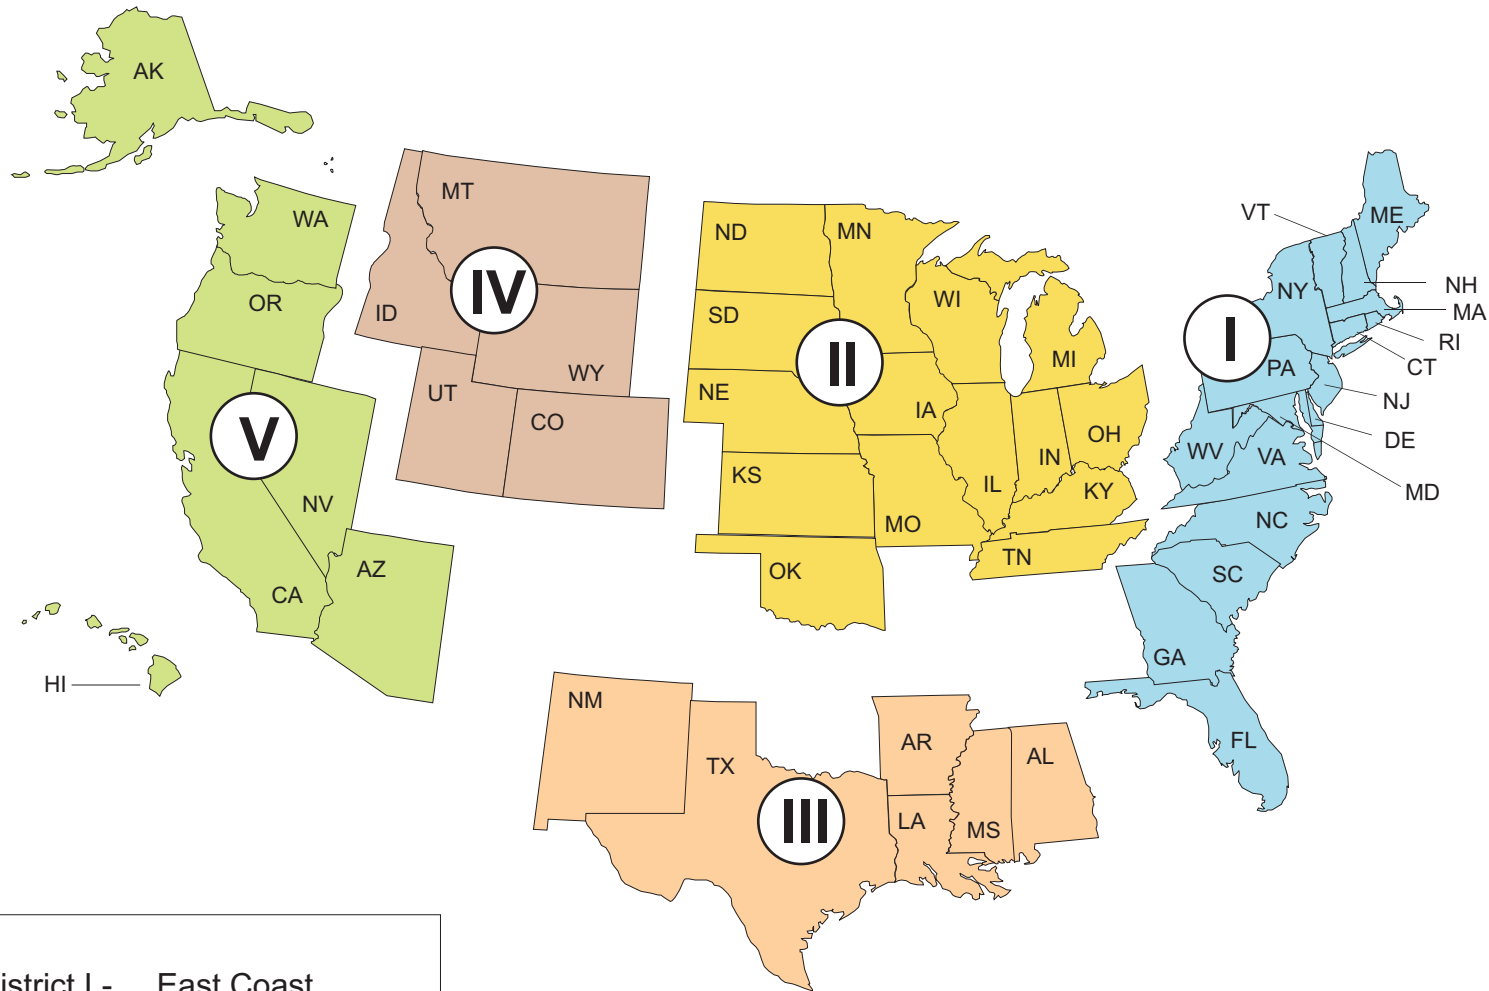 AK
WA
OR
V
NV
CA
AZ
HI
MT
IV
ID
WY
UT
CO
ND
MN
SD
WI
II
MI
NE
IA
OH
KS
IL
IN
KY
MO
OK
TN
NM
TX
III
AR
LA
MS
AL
VT
ME
NY
NH
MA
I
RI
PA
CT
NJ
DE
WV
VA
MD
NC
SC
GA
FL
istrict I - East Coast